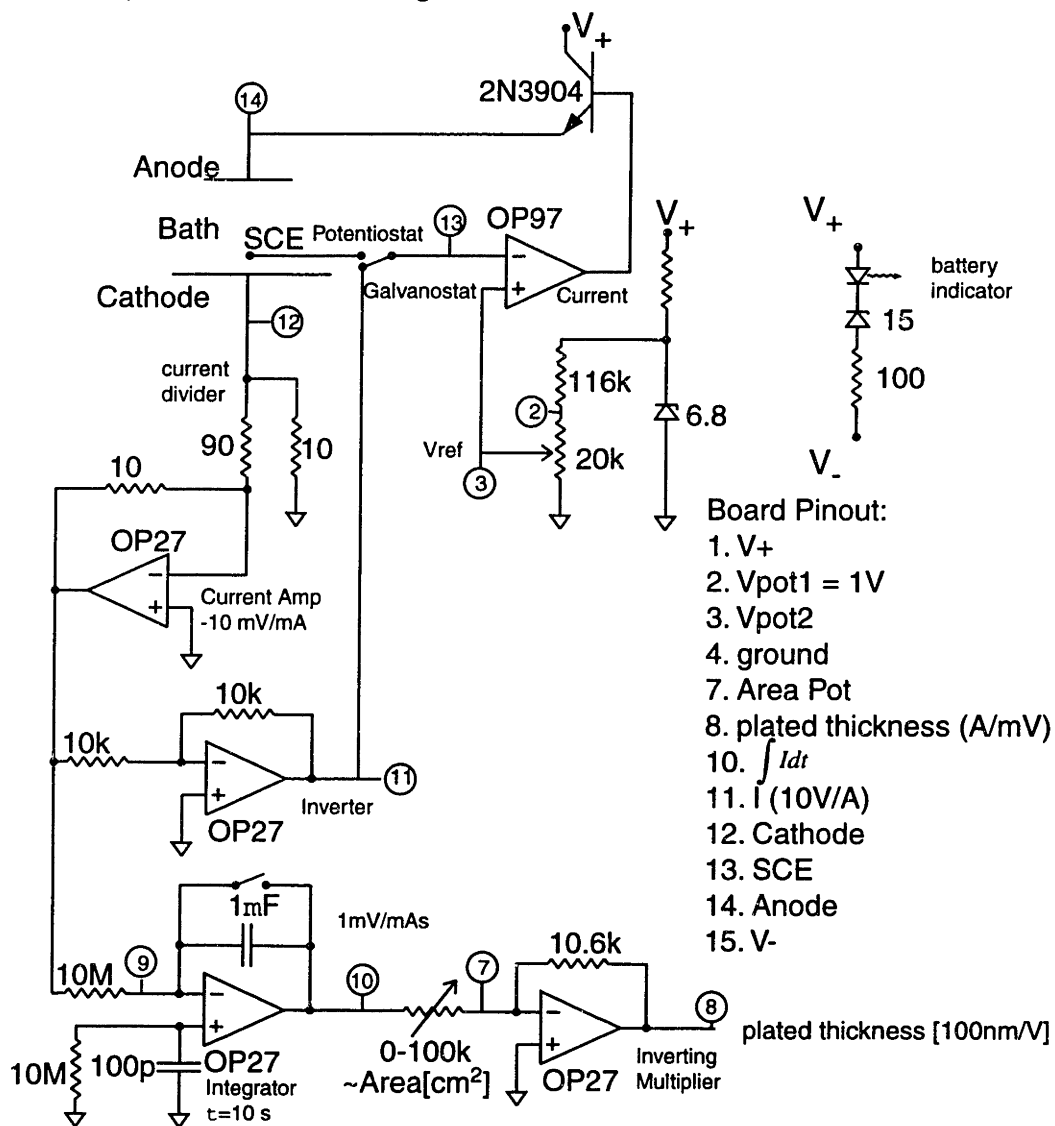 V+
2N3904
14
Anode
Bath
SCE
Potentiostat
13
OP97
V+
V+
Galvanostat
Current
battery
indicator
Cathode
12
15
current
divider
116k
100
2
6.8
90
10
Vref
20k
V-
10
3
Board Pinout:
OP27
1. V+
Current Amp
-10 mV/mA
2. Vpot1 = 1V
3. Vpot2
4. ground
10k
7. Area Pot
10k
8. plated thickness (A/mV)
10. ∫Idt
11
11. I (10V/A)
Inverter
OP27
12. Cathode
13. SCE
14. Anode
1mF
1mV/mAs
15. V-
10.6k
9
7
10M
10
8
plated thickness [100nm/V]
0-100k
~Area[cm²]
Inverting
Multiplier
10M
100p
OP27
OP27
Integrator
t=10 s